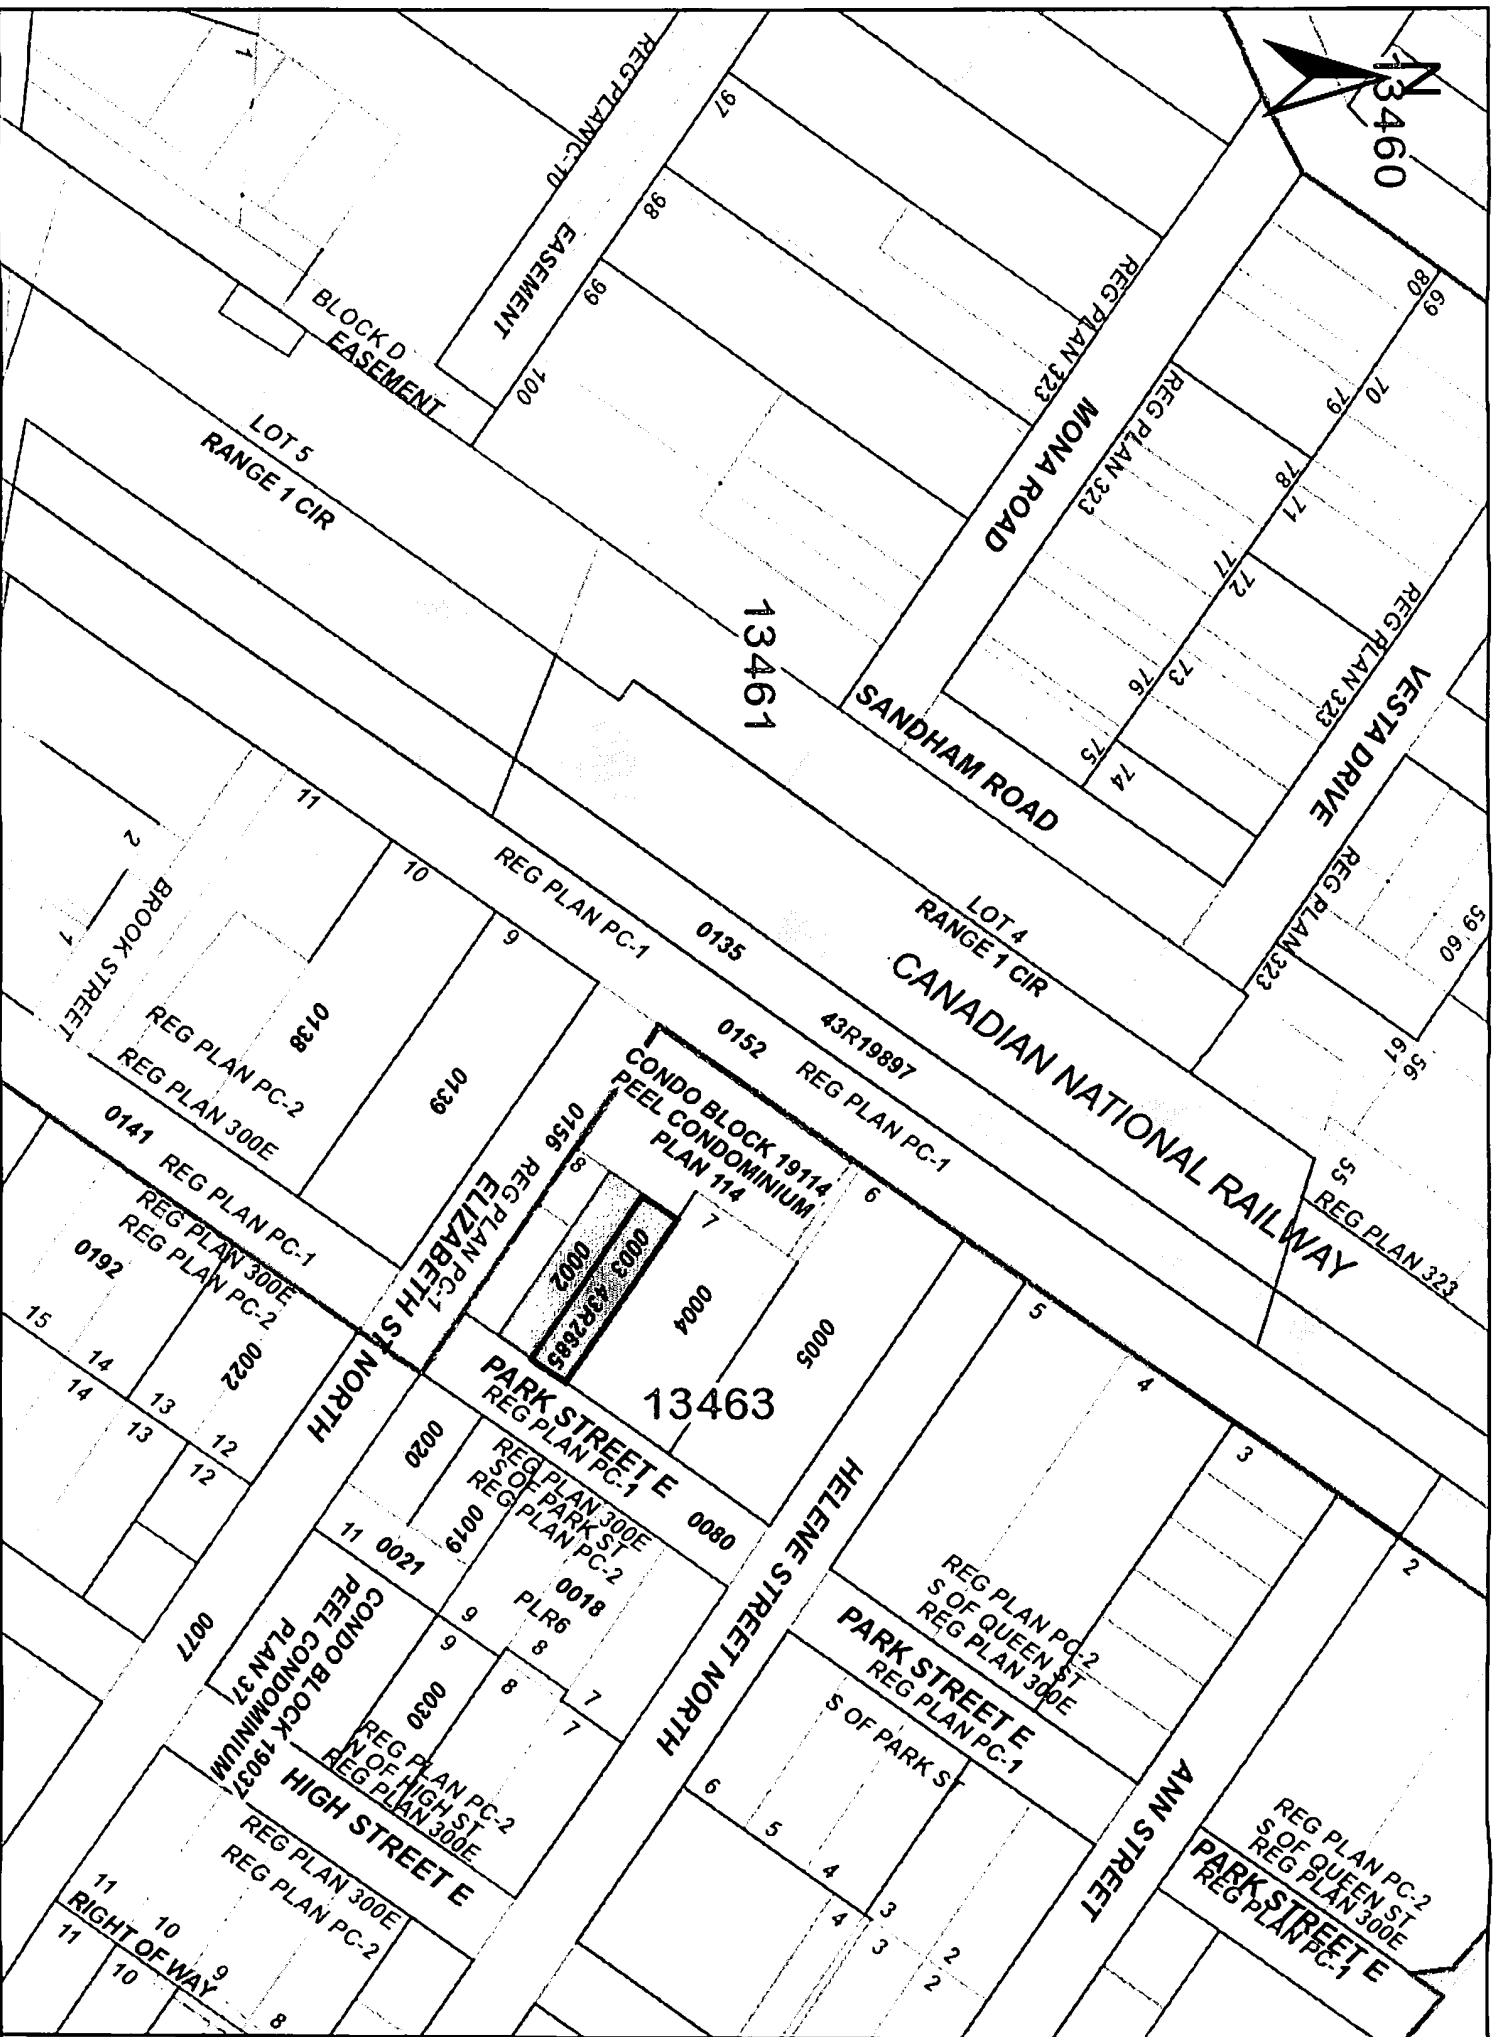 N
13460
REG PLAN C-10
97
98
99
100
EASEMENT
1
BLOCK D
EASEMENT
LOT 5
RANGE 1 CIR
REG PLAN 323
MONA ROAD
REG PLAN 323
80
69
79
70
78
71
77
72
76
73
75
74
REG PLAN 323
VESTA DRIVE
REG PLAN 323
59
60
61
56
55
REG PLAN 323
13461
SANDHAM ROAD
LOT 4
RANGE 1 CIR
CANADIAN NATIONAL RAILWAY
43R19897
0135
REG PLAN PC-1
0152
REG PLAN PC-1
11
10
9
2
1
BROOK STREET
0138
REG PLAN PC-2
REG PLAN 300E
0139
0141
REG PLAN PC-1
REG PLAN 300E
REG PLAN PC-2
0192
0022
15
14
14
13
13
12
12
0156
REG PLAN PC-1
ELIZABETH ST NORTH
CONDO BLOCK 19114
PEEL CONDOMINIUM
PLAN 114
8
7
6
5
4
3
2
0002
0003
43R2685
0004
0005
13463
PARK STREET E
REG PLAN PC-1
0080
REG PLAN 300E
S OF PARK ST
REG PLAN PC-2
0020
0019
0021
11
0018
PLR6
9
9
8
8
7
7
0030
0077
CONDO BLOCK 19037
PEEL CONDOMINIUM
PLAN 37
REG PLAN PC-2
N OF HIGH ST
REG PLAN 300E
HIGH STREET E
REG PLAN 300E
REG PLAN PC-2
11
10
9
8
RIGHT OF WAY
11
10
HELENE STREET NORTH
REG PLAN PC-2
S OF QUEEN ST
REG PLAN 300E
PARK STREET E
REG PLAN PC-1
S OF PARK ST
6
5
4
3
4
3
2
2
ANN STREET
REG PLAN PC-2
S OF QUEEN ST
REG PLAN 300E
PARK STREET E
REG PLAN PC-1